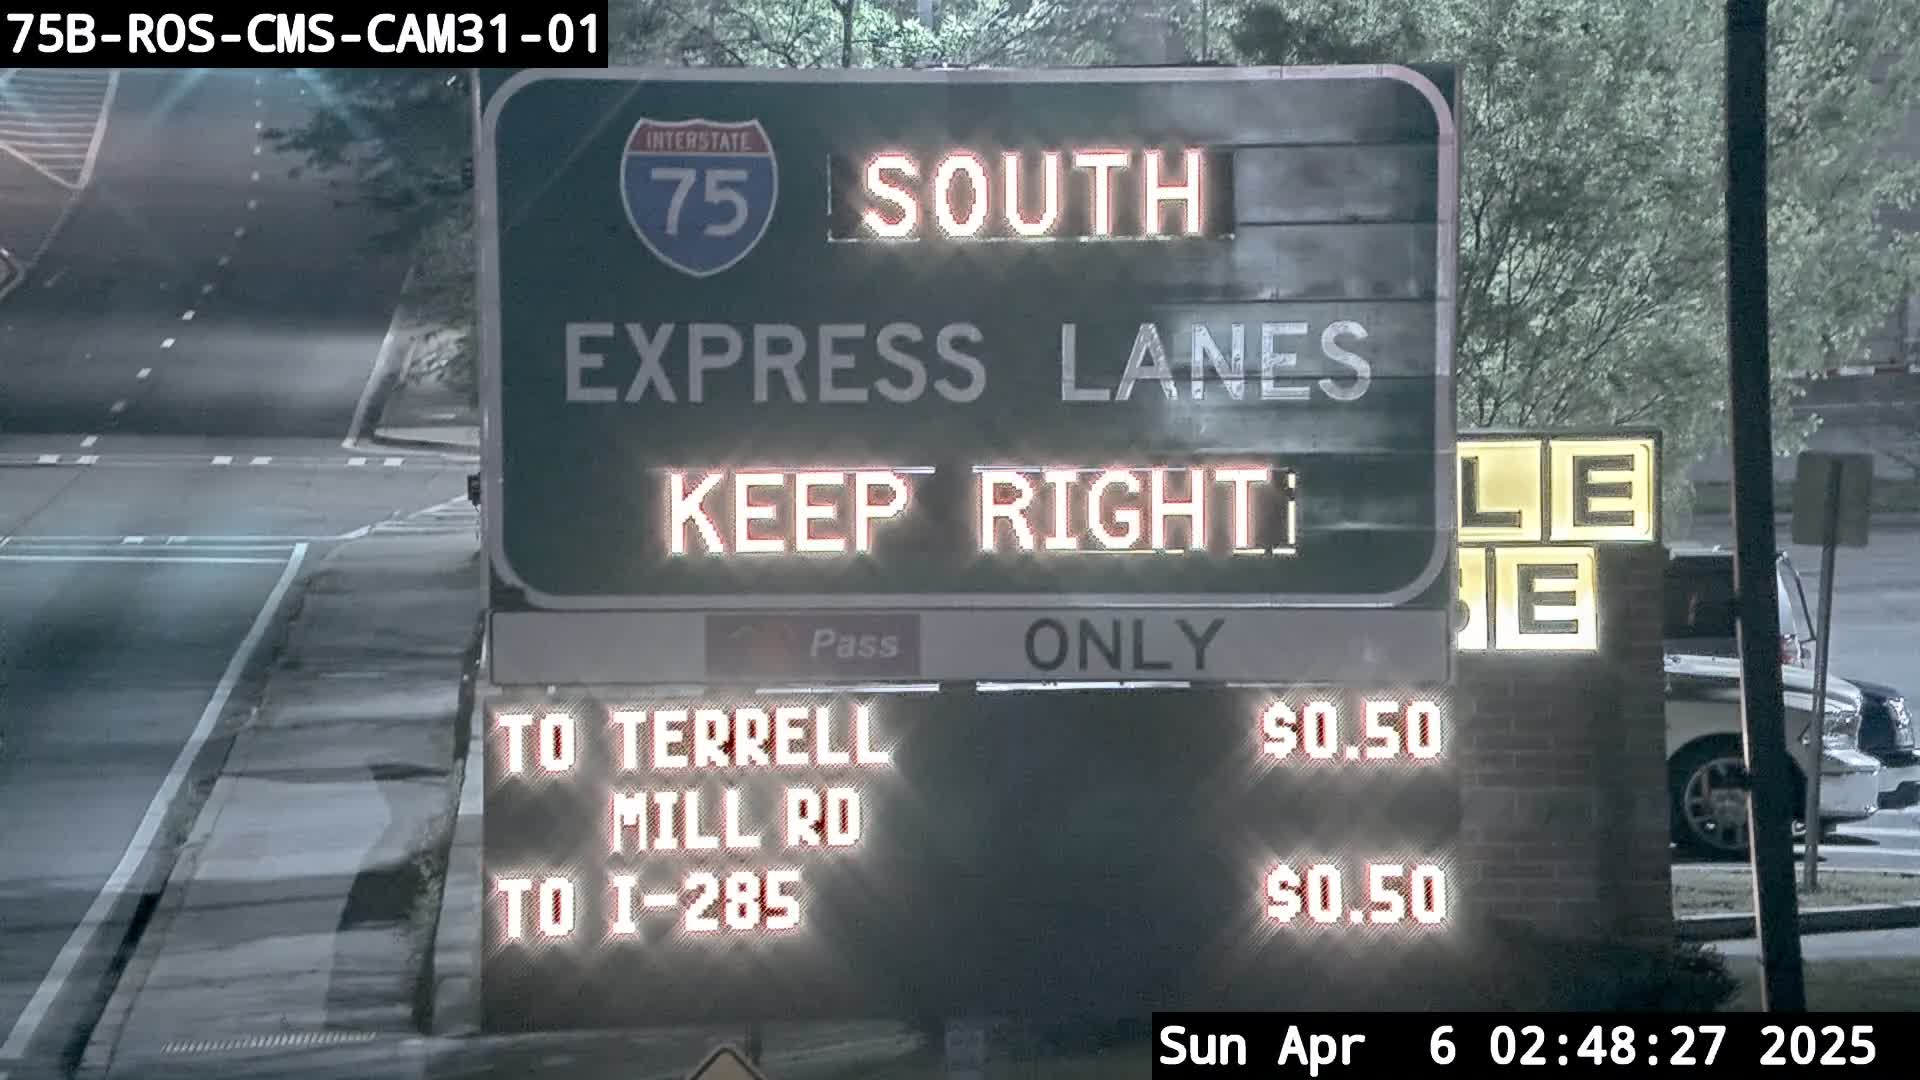 75B-ROS-CMS-CAM31-01
INTERSTATE
75
SOUTH
EXPRESS LANES
KEEP RIGHT
Pass ONLY
TO TERRELL $0.50
MILL RD
TO I-285 $0.50
LE
E
Sun Apr 6 02:48:27 2025